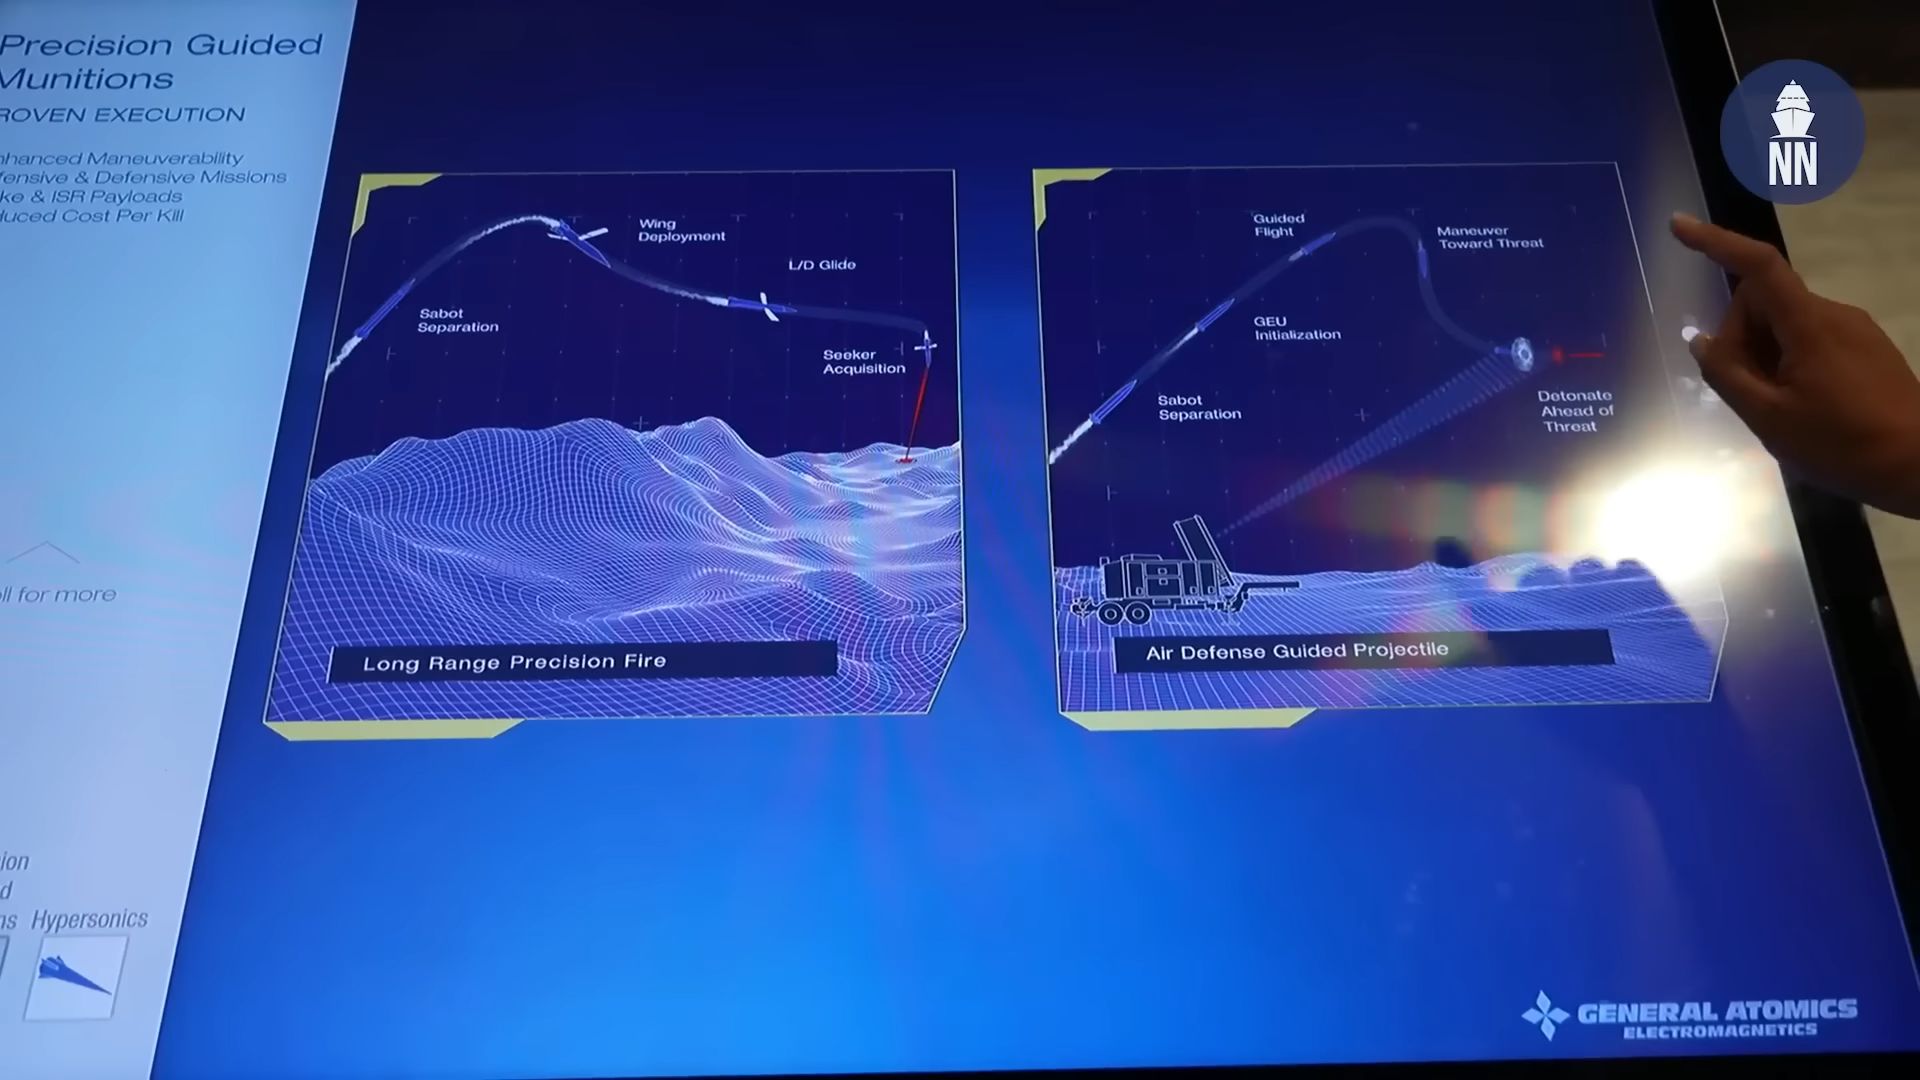 Precision Guided
Munitions
ROVEN EXECUTION
nhanced Maneuverability
fensive & Defensive Missions
ke & ISR Payloads
duced Cost Per Kill
ll for more
ion
d
ns Hypersonics
Wing
Deployment
L/D Glide
Sabot
Separation
Seeker
Acquisition
Long Range Precision Fire
Guided
Flight
Maneuver
Toward Threat
GEU
Initialization
Sabot
Separation
Detonate
Ahead of
Threat
Air Defense Guided Projectile
NN
GENERAL ATOMICS
ELECTROMAGNETICS